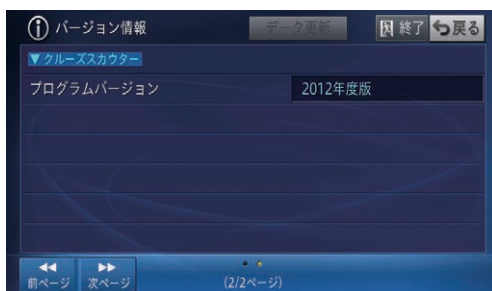 バージョン情報
データ更新
終了
戻る
▼クルーズスカウター
プログラムバージョン
2012年度版
前ページ
次ページ
(2/2ページ)